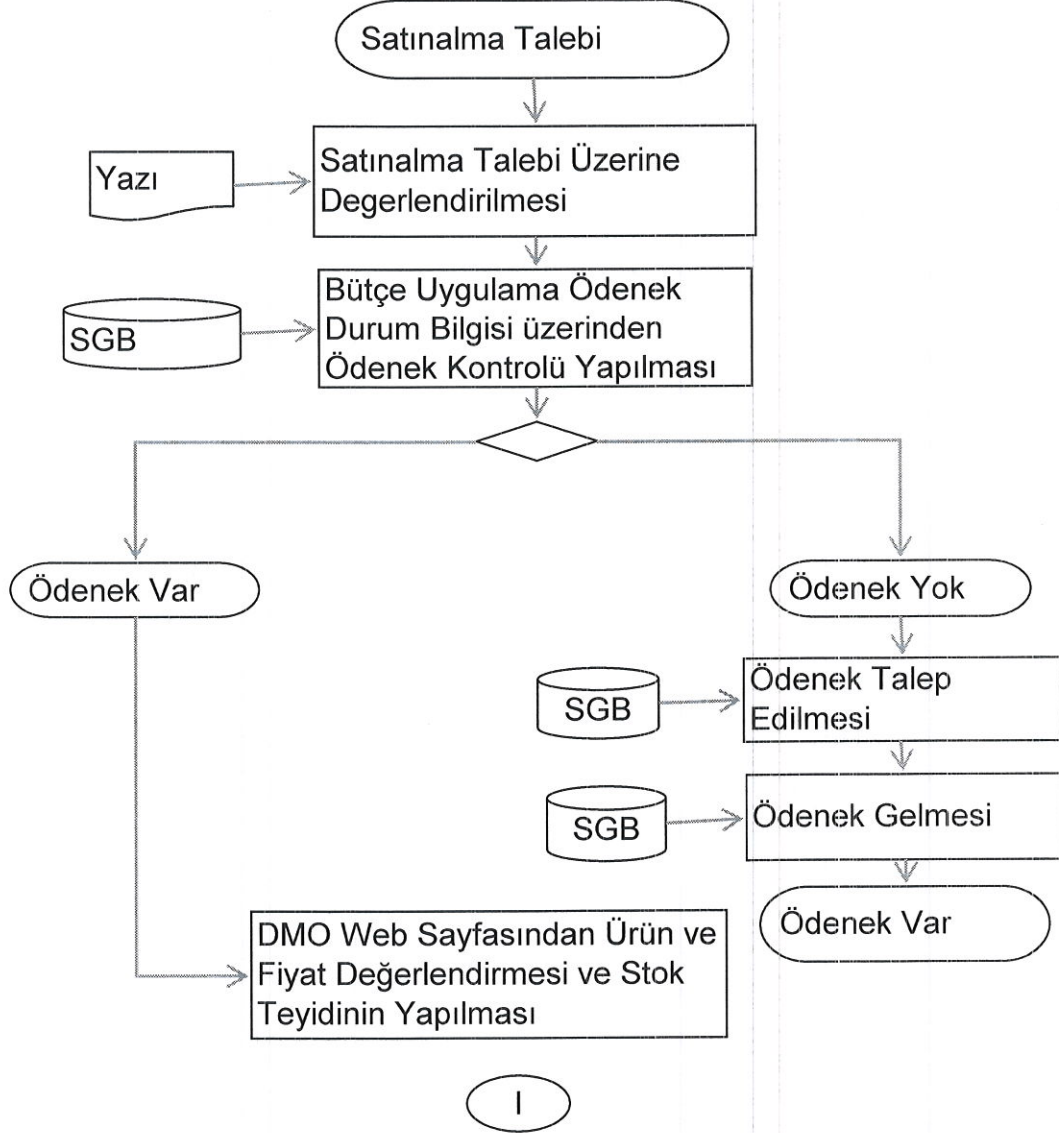 Satınalma Talebi
Yazı
Satınalma Talebi Üzerine
Degerlendirilmesi
SGB
Bütçe Uygulama Ödenek
Durum Bilgisi üzerinden
Ödenek Kontrolü Yapılması
Ödenek Var
Ödenek Yok
SGB
Ödenek Talep
Edilmesi
SGB
Ödenek Gelmesi
Ödenek Var
DMO Web Sayfasından Ürün ve
Fiyat Değerlendirmesi ve Stok
Teyidinin Yapılması
I